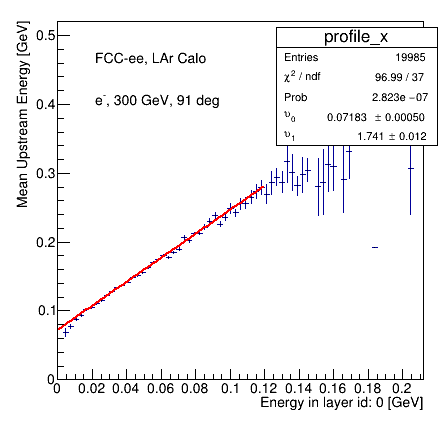 profile_x
Entries 19985
χ² / ndf 96.99 / 37
Prob 2.823e −07
υ₀ 0.07183 ± 0.00050
υ₁ 1.741 ± 0.012
FCC-ee, LAr Calo
e⁻, 300 GeV, 91 deg
Mean Upstream Energy [GeV]
0.5
0.4
0.3
0.2
0.1
0
0 0.02 0.04 0.06 0.08 0.1 0.12 0.14 0.16 0.18 0.2
Energy in layer id: 0 [GeV]